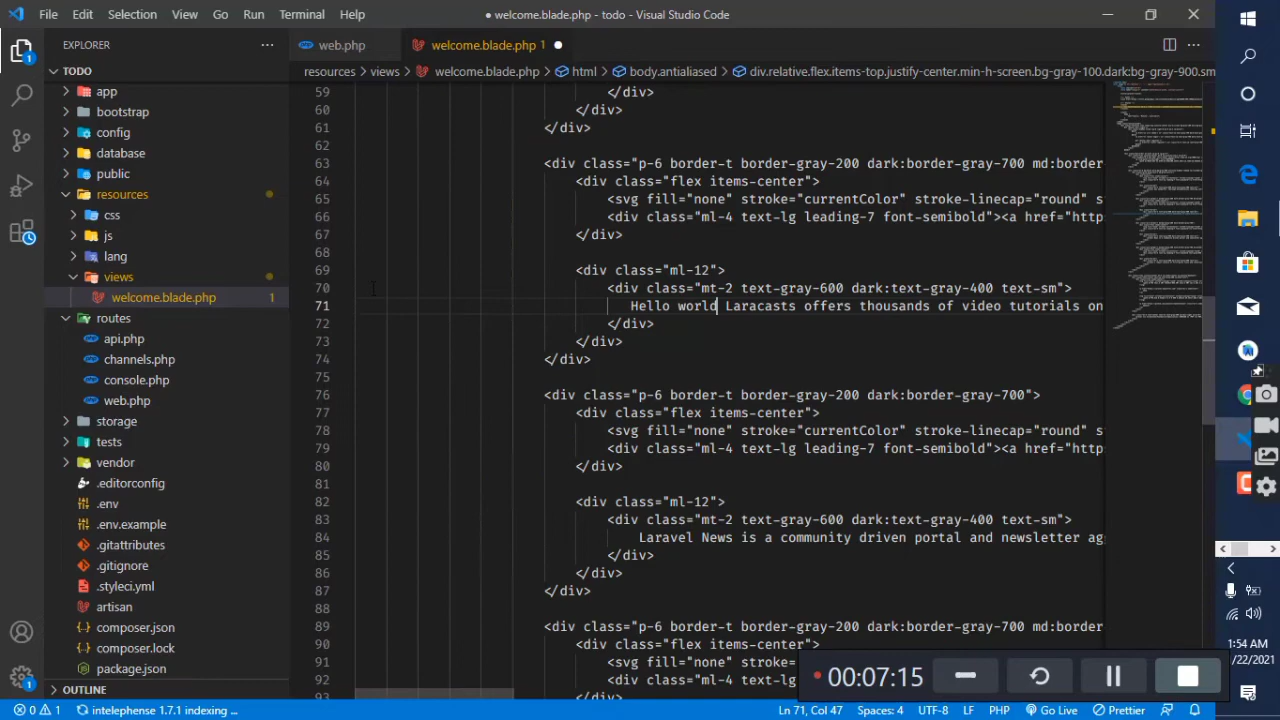 File Edit Selection View Go Run Terminal Help ● welcome.blade.php - todo - Visual Studio Code
EXPLORER
TODO
app
bootstrap
config
database
public
resources
css
js
lang
views
welcome.blade.php 1
routes
api.php
channels.php
console.php
web.php
storage
tests
vendor
.editorconfig
.env
.env.example
.gitattributes
.gitignore
.styleci.yml
artisan
composer.json
composer.lock
package.json
OUTLINE
web.php welcome.blade.php 1
resources > views > welcome.blade.php > html > body.antialiased > div.relative.flex.items-top.justify-center.min-h-screen.bg-gray-100.dark:bg-gray-900.sm
59 </div>
60 </div>
61 </div>
62
63 <div class="p-6 border-t border-gray-200 dark:border-gray-700 md:border
64 <div class="flex items-center">
65 <svg fill="none" stroke="currentColor" stroke-linecap="round" s
66 <div class="ml-4 text-lg leading-7 font-semibold"><a href="http
67 </div>
68
69 <div class="ml-12">
70 <div class="mt-2 text-gray-600 dark:text-gray-400 text-sm">
71 Hello world Laracasts offers thousands of video tutorials on
72 </div>
73 </div>
74 </div>
75
76 <div class="p-6 border-t border-gray-200 dark:border-gray-700">
77 <div class="flex items-center">
78 <svg fill="none" stroke="currentColor" stroke-linecap="round" s
79 <div class="ml-4 text-lg leading-7 font-semibold"><a href="http
80 </div>
81
82 <div class="ml-12">
83 <div class="mt-2 text-gray-600 dark:text-gray-400 text-sm">
84 Laravel News is a community driven portal and newsletter ag
85 </div>
86 </div>
87 </div>
88
89 <div class="p-6 border-t border-gray-200 dark:border-gray-700 md:border
90 <div class="flex items-center">
91 <svg fill="none" stroke="currentColor" stroke-linecap="round" s
92 <div class="ml-4 text-l
93 </div>
00:07:15
1:54 AM
/22/2021
0 1 intelephense 1.7.1 indexing ... Ln 71, Col 47 Spaces: 4 UTF-8 LF PHP Go Live Prettier